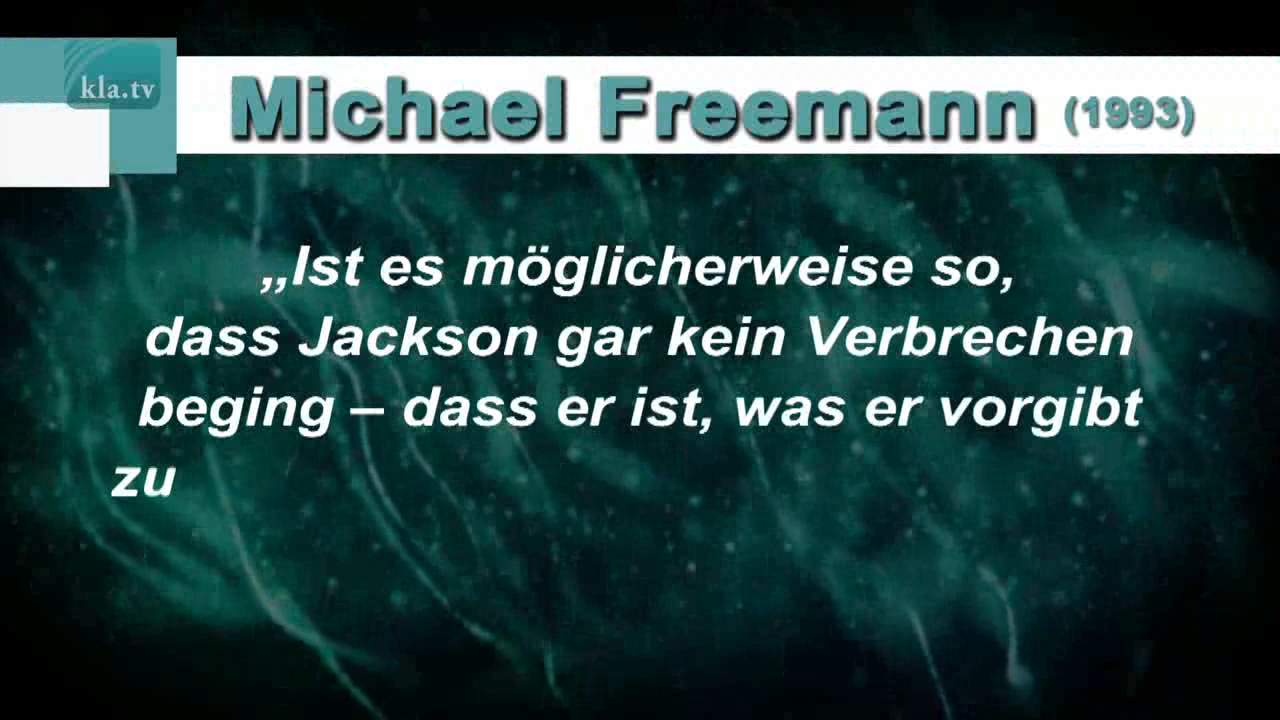 kla.tv
Michael Freemann (1993)
„Ist es möglicherweise so,
dass Jackson gar kein Verbrechen
beging – dass er ist, was er vorgibt
zu